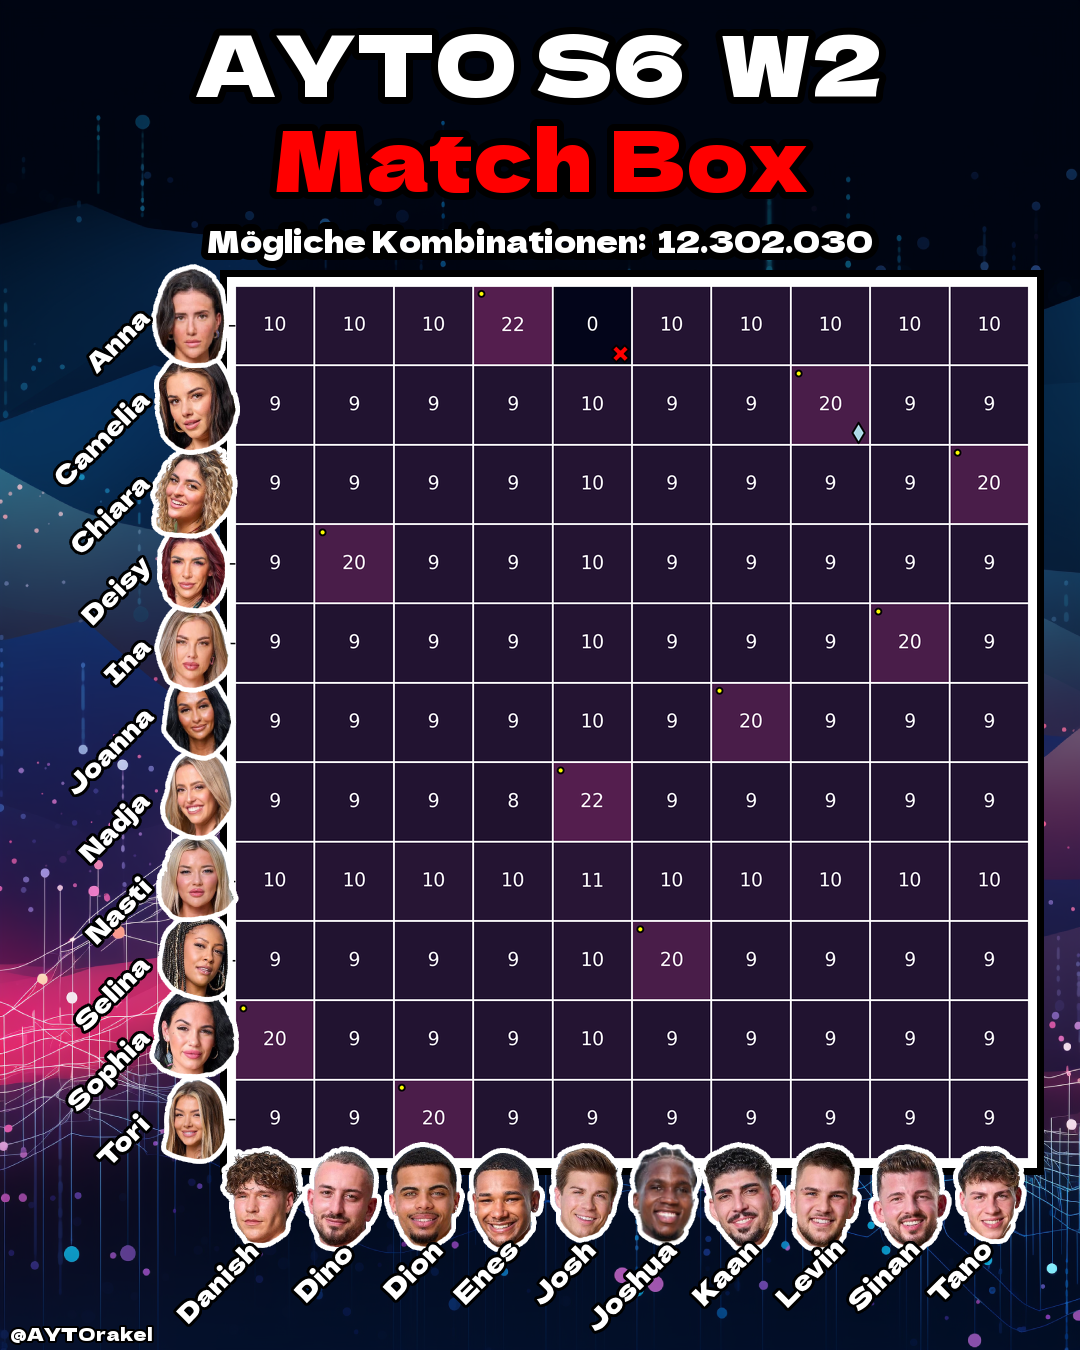 AYTO S6 W2
Match Box
Mögliche Kombinationen: 12.302.030
Anna 10 10 10 22 0 10 10 10 10 10
Camelia 9 9 9 9 10 9 9 20 9 9
Chiara 9 9 9 9 10 9 9 9 9 20
Deisy 9 20 9 9 10 9 9 9 9 9
Ina 9 9 9 9 10 9 9 9 20 9
Joanna 9 9 9 9 10 9 20 9 9 9
Nadja 9 9 9 8 22 9 9 9 9 9
Nasti 10 10 10 10 11 10 10 10 10 10
Selina 9 9 9 9 10 20 9 9 9 9
Sophia 20 9 9 9 10 9 9 9 9 9
Tori 9 9 20 9 9 9 9 9 9 9
Danish Dino Dion Enes Josh Joshua Kaan Levin Sinan Tano
@AYTOrakel